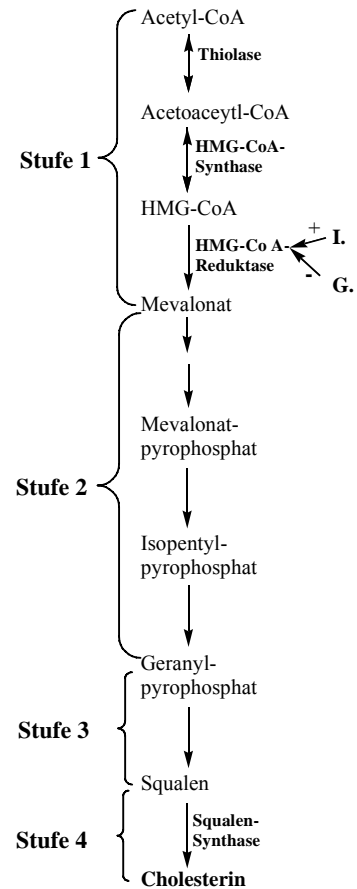 Acetyl-CoA
Thiolase
Acetoaceytl-CoA
Stufe 1
HMG-CoA-
Synthase
HMG-CoA
HMG-Co A-
Reduktase
+
I.
-
G.
Mevalonat
Mevalonat-
pyrophosphat
Stufe 2
Isopentyl-
pyrophosphat
Geranyl-
pyrophosphat
Stufe 3
Squalen
Squalen-
Synthase
Stufe 4
Cholesterin